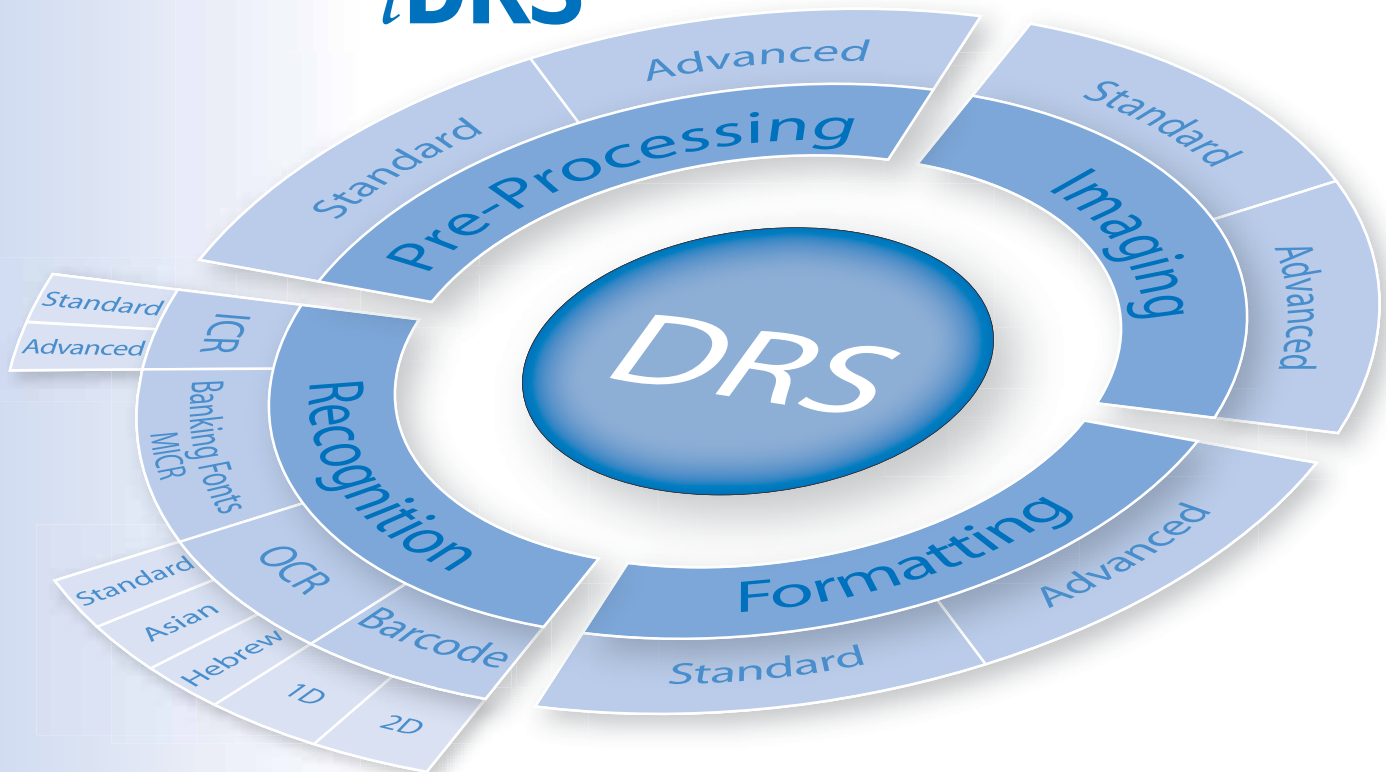 iDRS
Advanced
Standard
Pre-Processing
Standard
Advanced
Imaging
DRS
Standard
Advanced
ICR
Banking Fonts
MICR
Recognition
OCR
Standard
Asian
Hebrew
Barcode
1D
2D
Formatting
Advanced
Standard